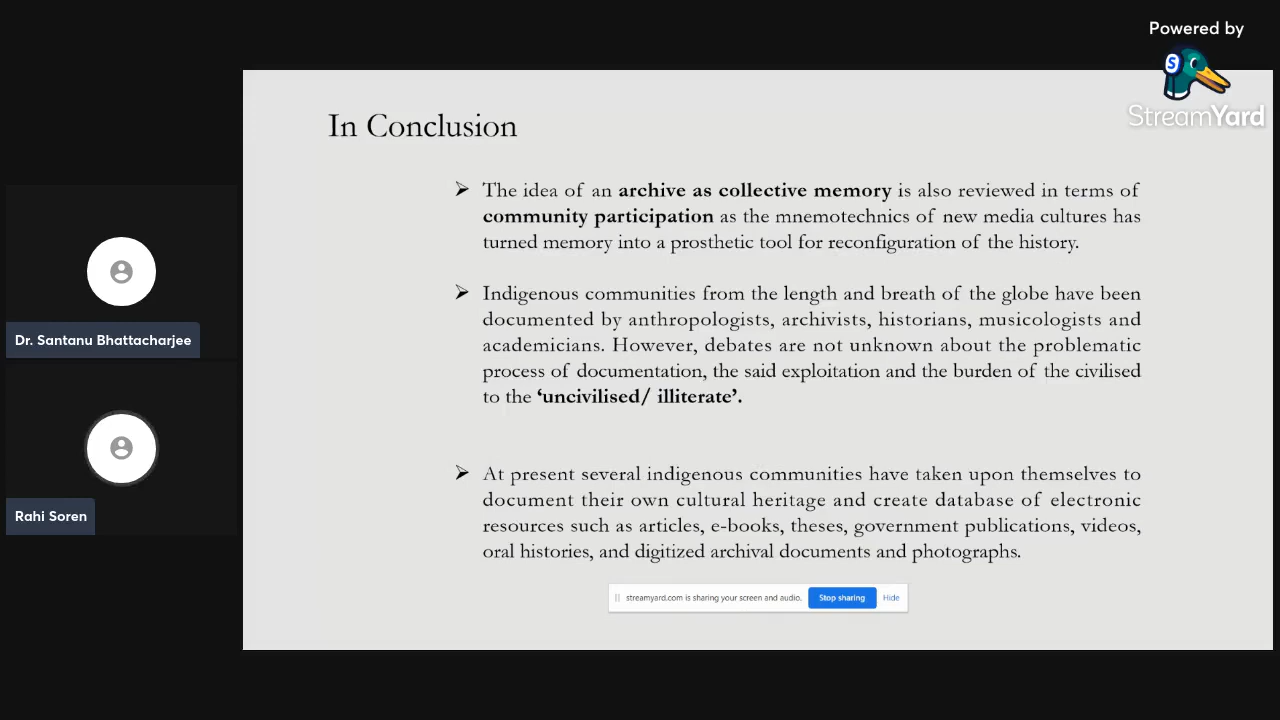 Powered by
StreamYard
In Conclusion
The idea of an archive as collective memory is also reviewed in terms of
community participation as the mnemotechnics of new media cultures has
turned memory into a prosthetic tool for reconfiguration of the history.
Indigenous communities from the length and breath of the globe have been
documented by anthropologists, archivists, historians, musicologists and
academicians. However, debates are not unknown about the problematic
process of documentation, the said exploitation and the burden of the civilised
to the ‘uncivilised/ illiterate’.
At present several indigenous communities have taken upon themselves to
document their own cultural heritage and create database of electronic
resources such as articles, e-books, theses, government publications, videos,
oral histories, and digitized archival documents and photographs.
streamyard.com is sharing your screen and audio. Stop sharing Hide
Dr. Santanu Bhattacharjee
Rahi Soren